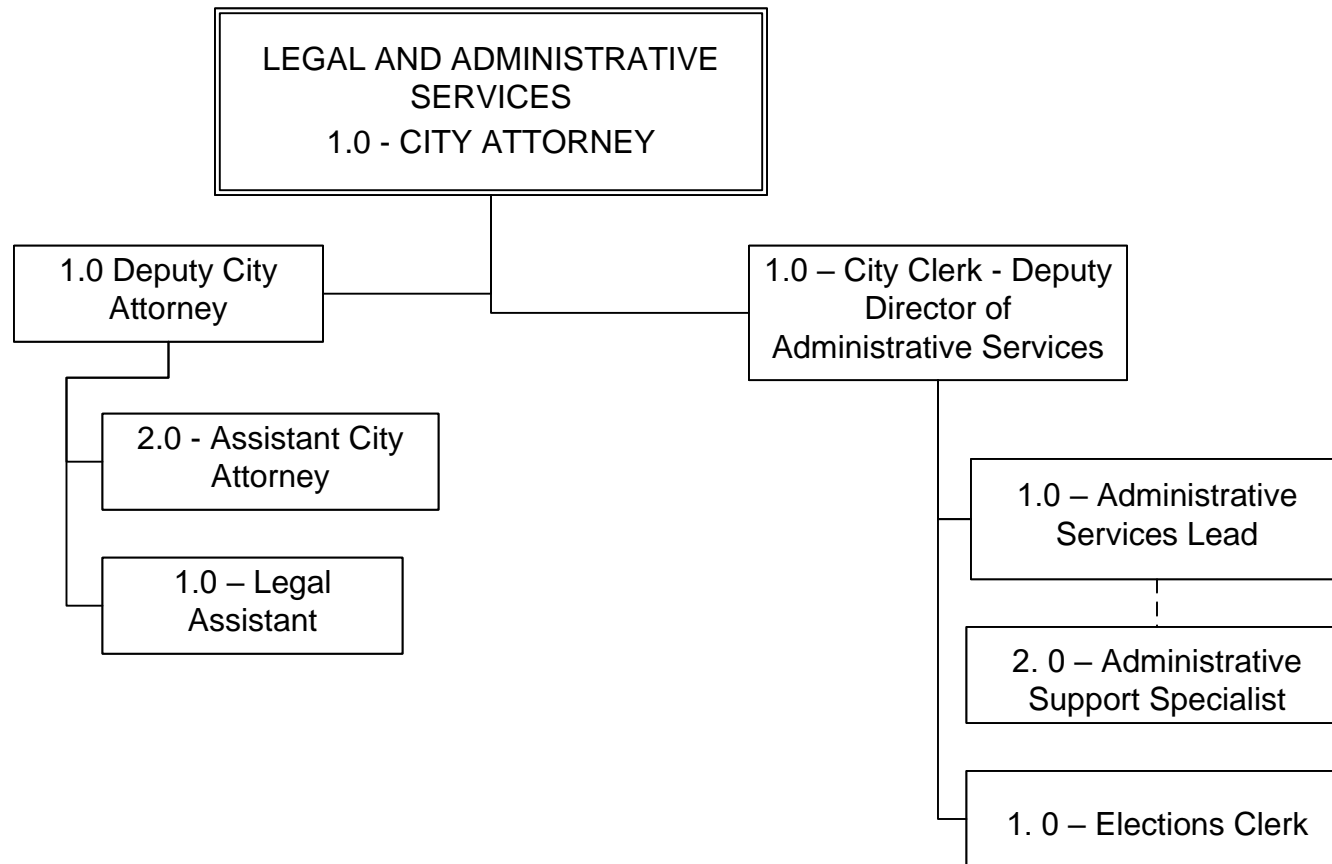 LEGAL AND ADMINISTRATIVE
SERVICES
1.0 - CITY ATTORNEY
1.0 Deputy City
Attorney
1.0 – City Clerk - Deputy
Director of
Administrative Services
2.0 - Assistant City
Attorney
1.0 – Legal
Assistant
1.0 – Administrative
Services Lead
2. 0 – Administrative
Support Specialist
1. 0 – Elections Clerk